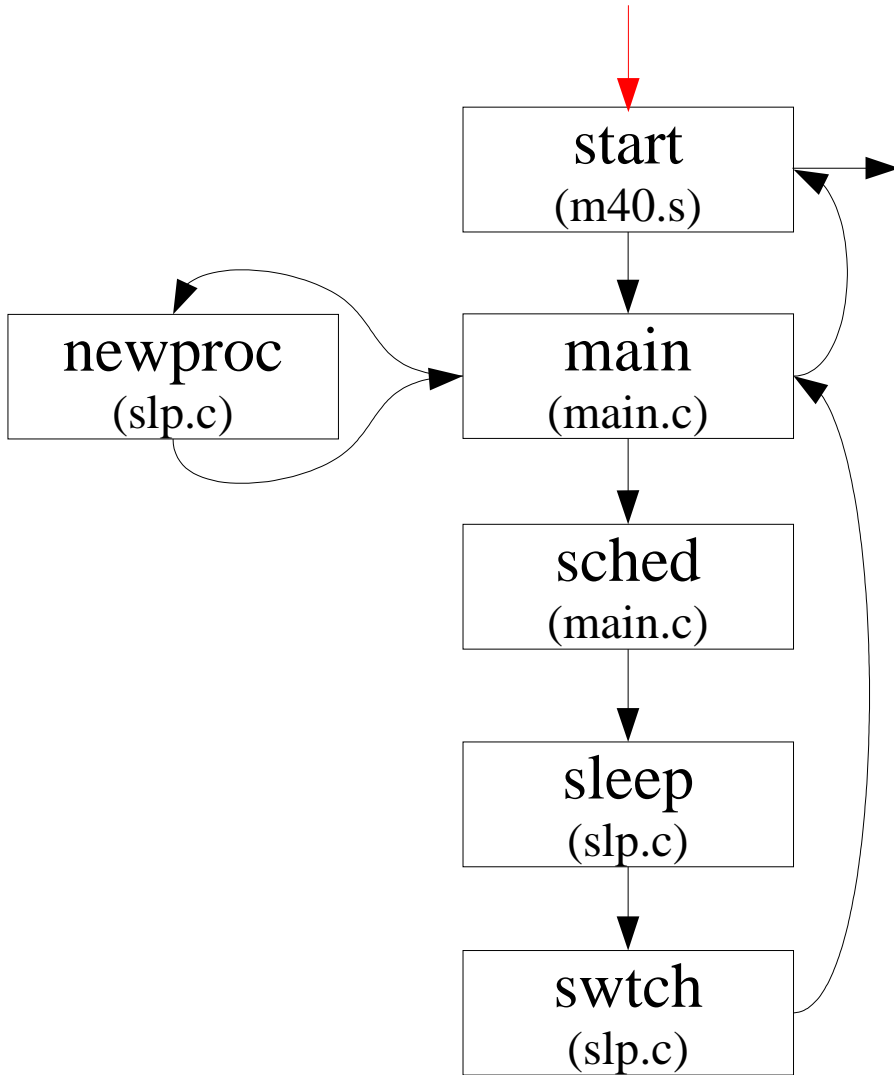 start
(m40.s)
newproc
(slp.c)
main
(main.c)
sched
(main.c)
sleep
(slp.c)
swtch
(slp.c)